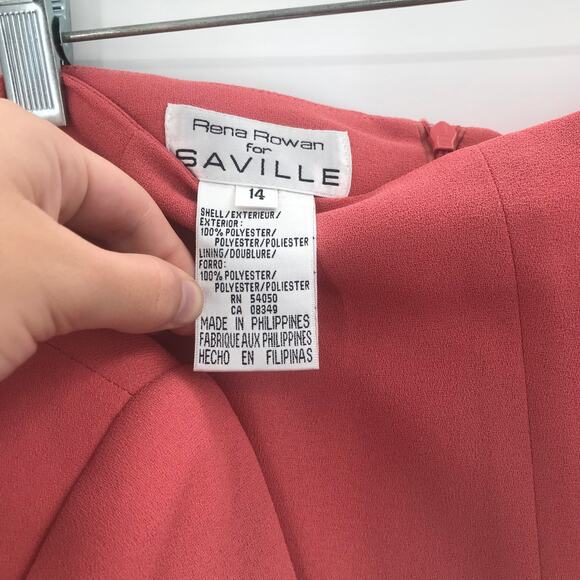 Rena Rowan
for
SAVILLE
14
SHELL/EXTERIEUR/
EXTERIOR:
100% POLYESTER/
POLYESTER/POLIESTER
LINING/DOUBLURE/
FORRO:
100% POLYESTER/
POLYESTER/POLIESTER
RN 54050
CA 08349
MADE IN PHILIPPINES
FABRIQUE AUX PHILIPPINES
HECHO EN FILIPINAS